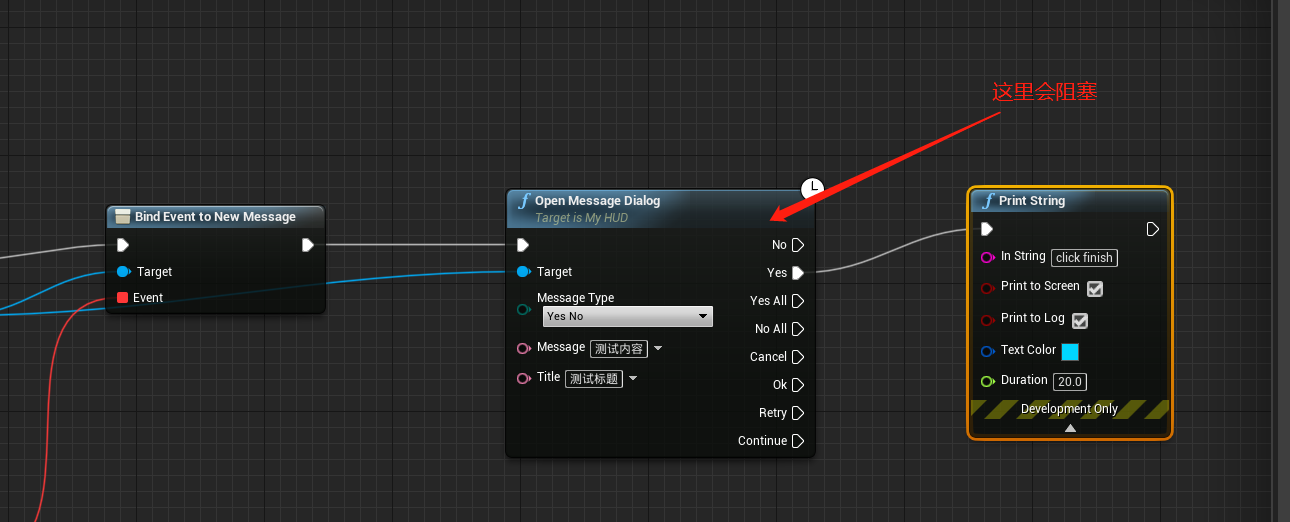 这里会阻塞
Bind Event to New Message
Target
Event
Open Message Dialog
Target is My HUD
No
Target
Yes
Message Type
Yes No
Yes All
No All
Message 测试内容
Cancel
Title 测试标题
Ok
Retry
Continue
Print String
In String click finish
Print to Screen
Print to Log
Text Color
Duration 20.0
Development Only